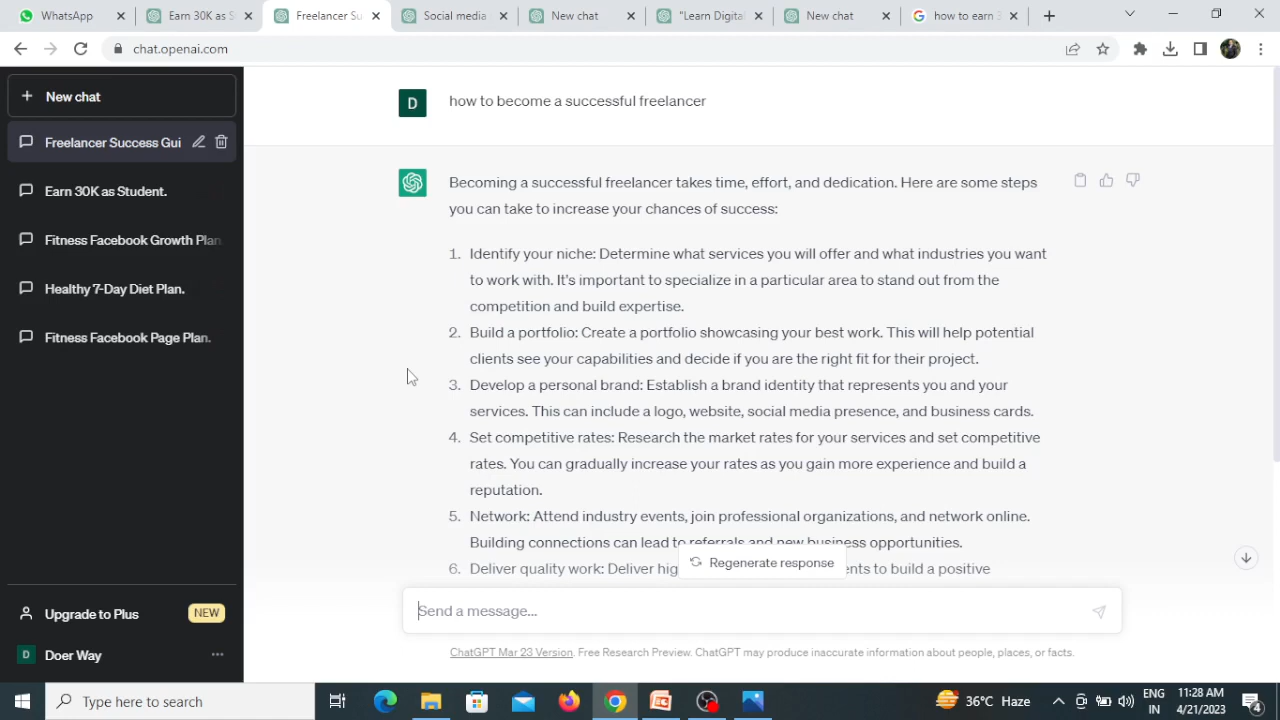 WhatsApp
Earn 30K as S
Freelancer Su
Social media
New chat
"Learn Digital
New chat
how to earn 3
chat.openai.com
New chat
Freelancer Success Gui
Earn 30K as Student.
Fitness Facebook Growth Plan.
Healthy 7-Day Diet Plan.
Fitness Facebook Page Plan.
Upgrade to Plus
NEW
D
Doer Way
D
how to become a successful freelancer
Becoming a successful freelancer takes time, effort, and dedication. Here are some steps
you can take to increase your chances of success:
1. Identify your niche: Determine what services you will offer and what industries you want
to work with. It's important to specialize in a particular area to stand out from the
competition and build expertise.
2. Build a portfolio: Create a portfolio showcasing your best work. This will help potential
clients see your capabilities and decide if you are the right fit for their project.
3. Develop a personal brand: Establish a brand identity that represents you and your
services. This can include a logo, website, social media presence, and business cards.
4. Set competitive rates: Research the market rates for your services and set competitive
rates. You can gradually increase your rates as you gain more experience and build a
reputation.
5. Network: Attend industry events, join professional organizations, and network online.
Building connections can lead to referrals and new business opportunities.
6. Deliver quality work: Deliver hig
ents to build a positive
Regenerate response
Send a message...
ChatGPT Mar 23 Version. Free Research Preview. ChatGPT may produce inaccurate information about people, places, or facts.
Type here to search
36°C Haze
ENG
IN
11:28 AM
4/21/2023
4